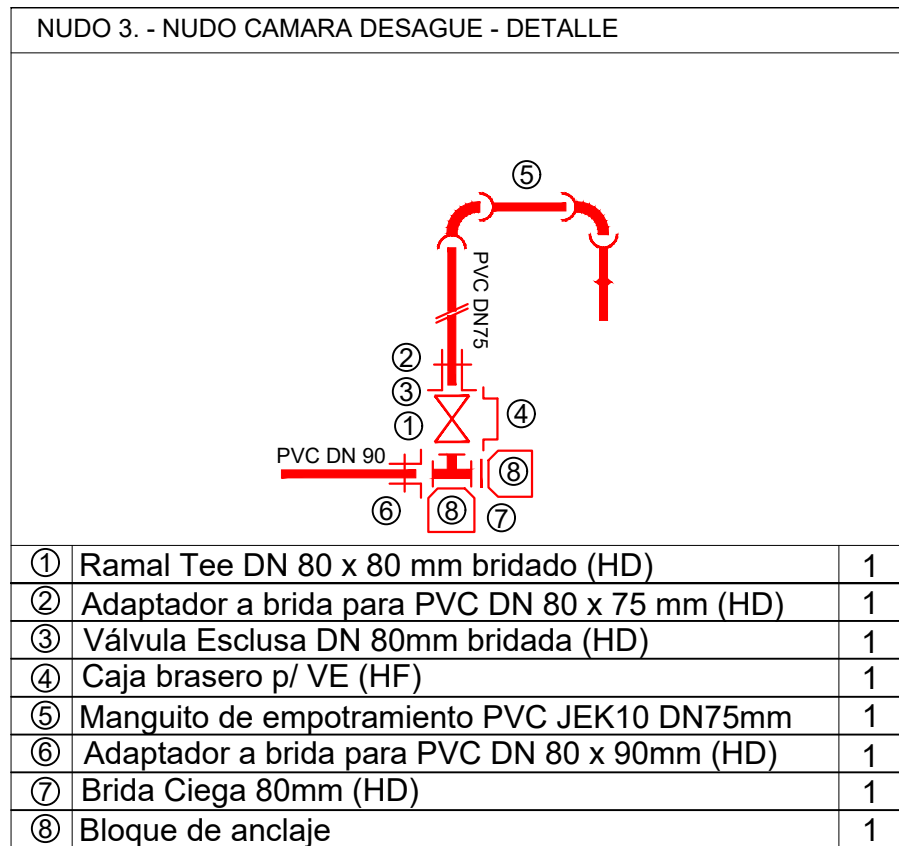 NUDO 3. - NUDO CAMARA DESAGUE - DETALLE
⑤
PVC DN75
②
③
①
④
PVC DN 90
⑧
⑥
⑧
⑦
① Ramal Tee DN 80 x 80 mm bridado (HD) 1
② Adaptador a brida para PVC DN 80 x 75 mm (HD) 1
③ Válvula Esclusa DN 80mm bridada (HD) 1
④ Caja brasero p/ VE (HF) 1
⑤ Manguito de empotramiento PVC JEK10 DN75mm 1
⑥ Adaptador a brida para PVC DN 80 x 90mm (HD) 1
⑦ Brida Ciega 80mm (HD) 1
⑧ Bloque de anclaje 1